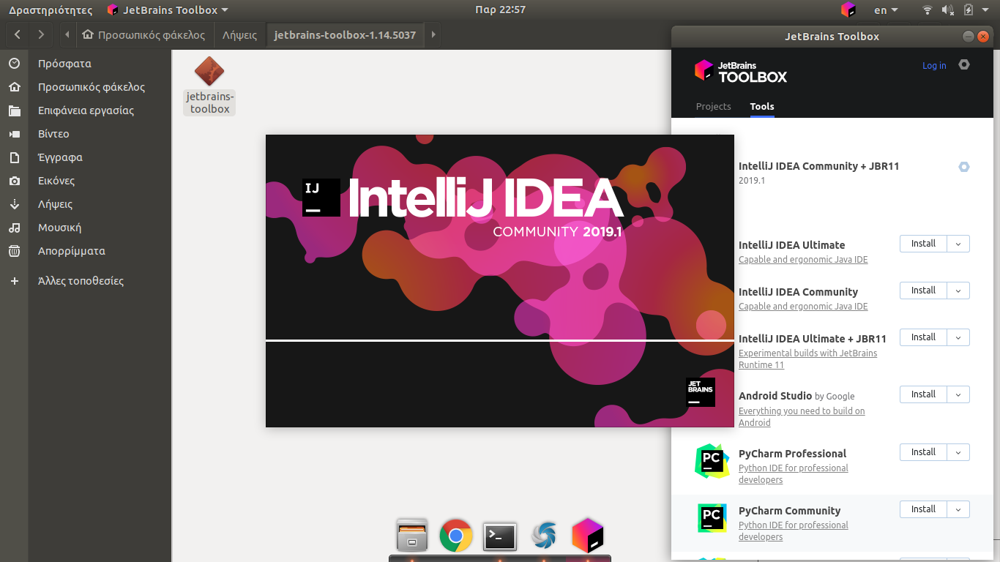 Δραστηριότητες
JetBrains Toolbox
Παρ 22:57
en
Προσωπικός φάκελος
Λήψεις
jetbrains-toolbox-1.14.5037
Πρόσφατα
Προσωπικός φάκελος
Επιφάνεια εργασίας
Βίντεο
Έγγραφα
Εικόνες
Λήψεις
Μουσική
Απορρίμματα
Άλλες τοποθεσίες
jetbrains-
toolbox
IJ
IntelliJ IDEA
COMMUNITY 2019.1
JET
BRAINS
JetBrains Toolbox
JetBrains
TOOLBOX
Log in
Projects
Tools
IntelliJ IDEA Community + JBR11
2019.1
IntelliJ IDEA Ultimate
Capable and ergonomic Java IDE
Install
IntelliJ IDEA Community
Capable and ergonomic Java IDE
Install
IntelliJ IDEA Ultimate + JBR11
Experimental builds with JetBrains
Runtime 11
Install
Android Studio by Google
Everything you need to build on
Android
Install
PC
PyCharm Professional
Python IDE for professional
developers
Install
PC
PyCharm Community
Python IDE for professional
developers
Install